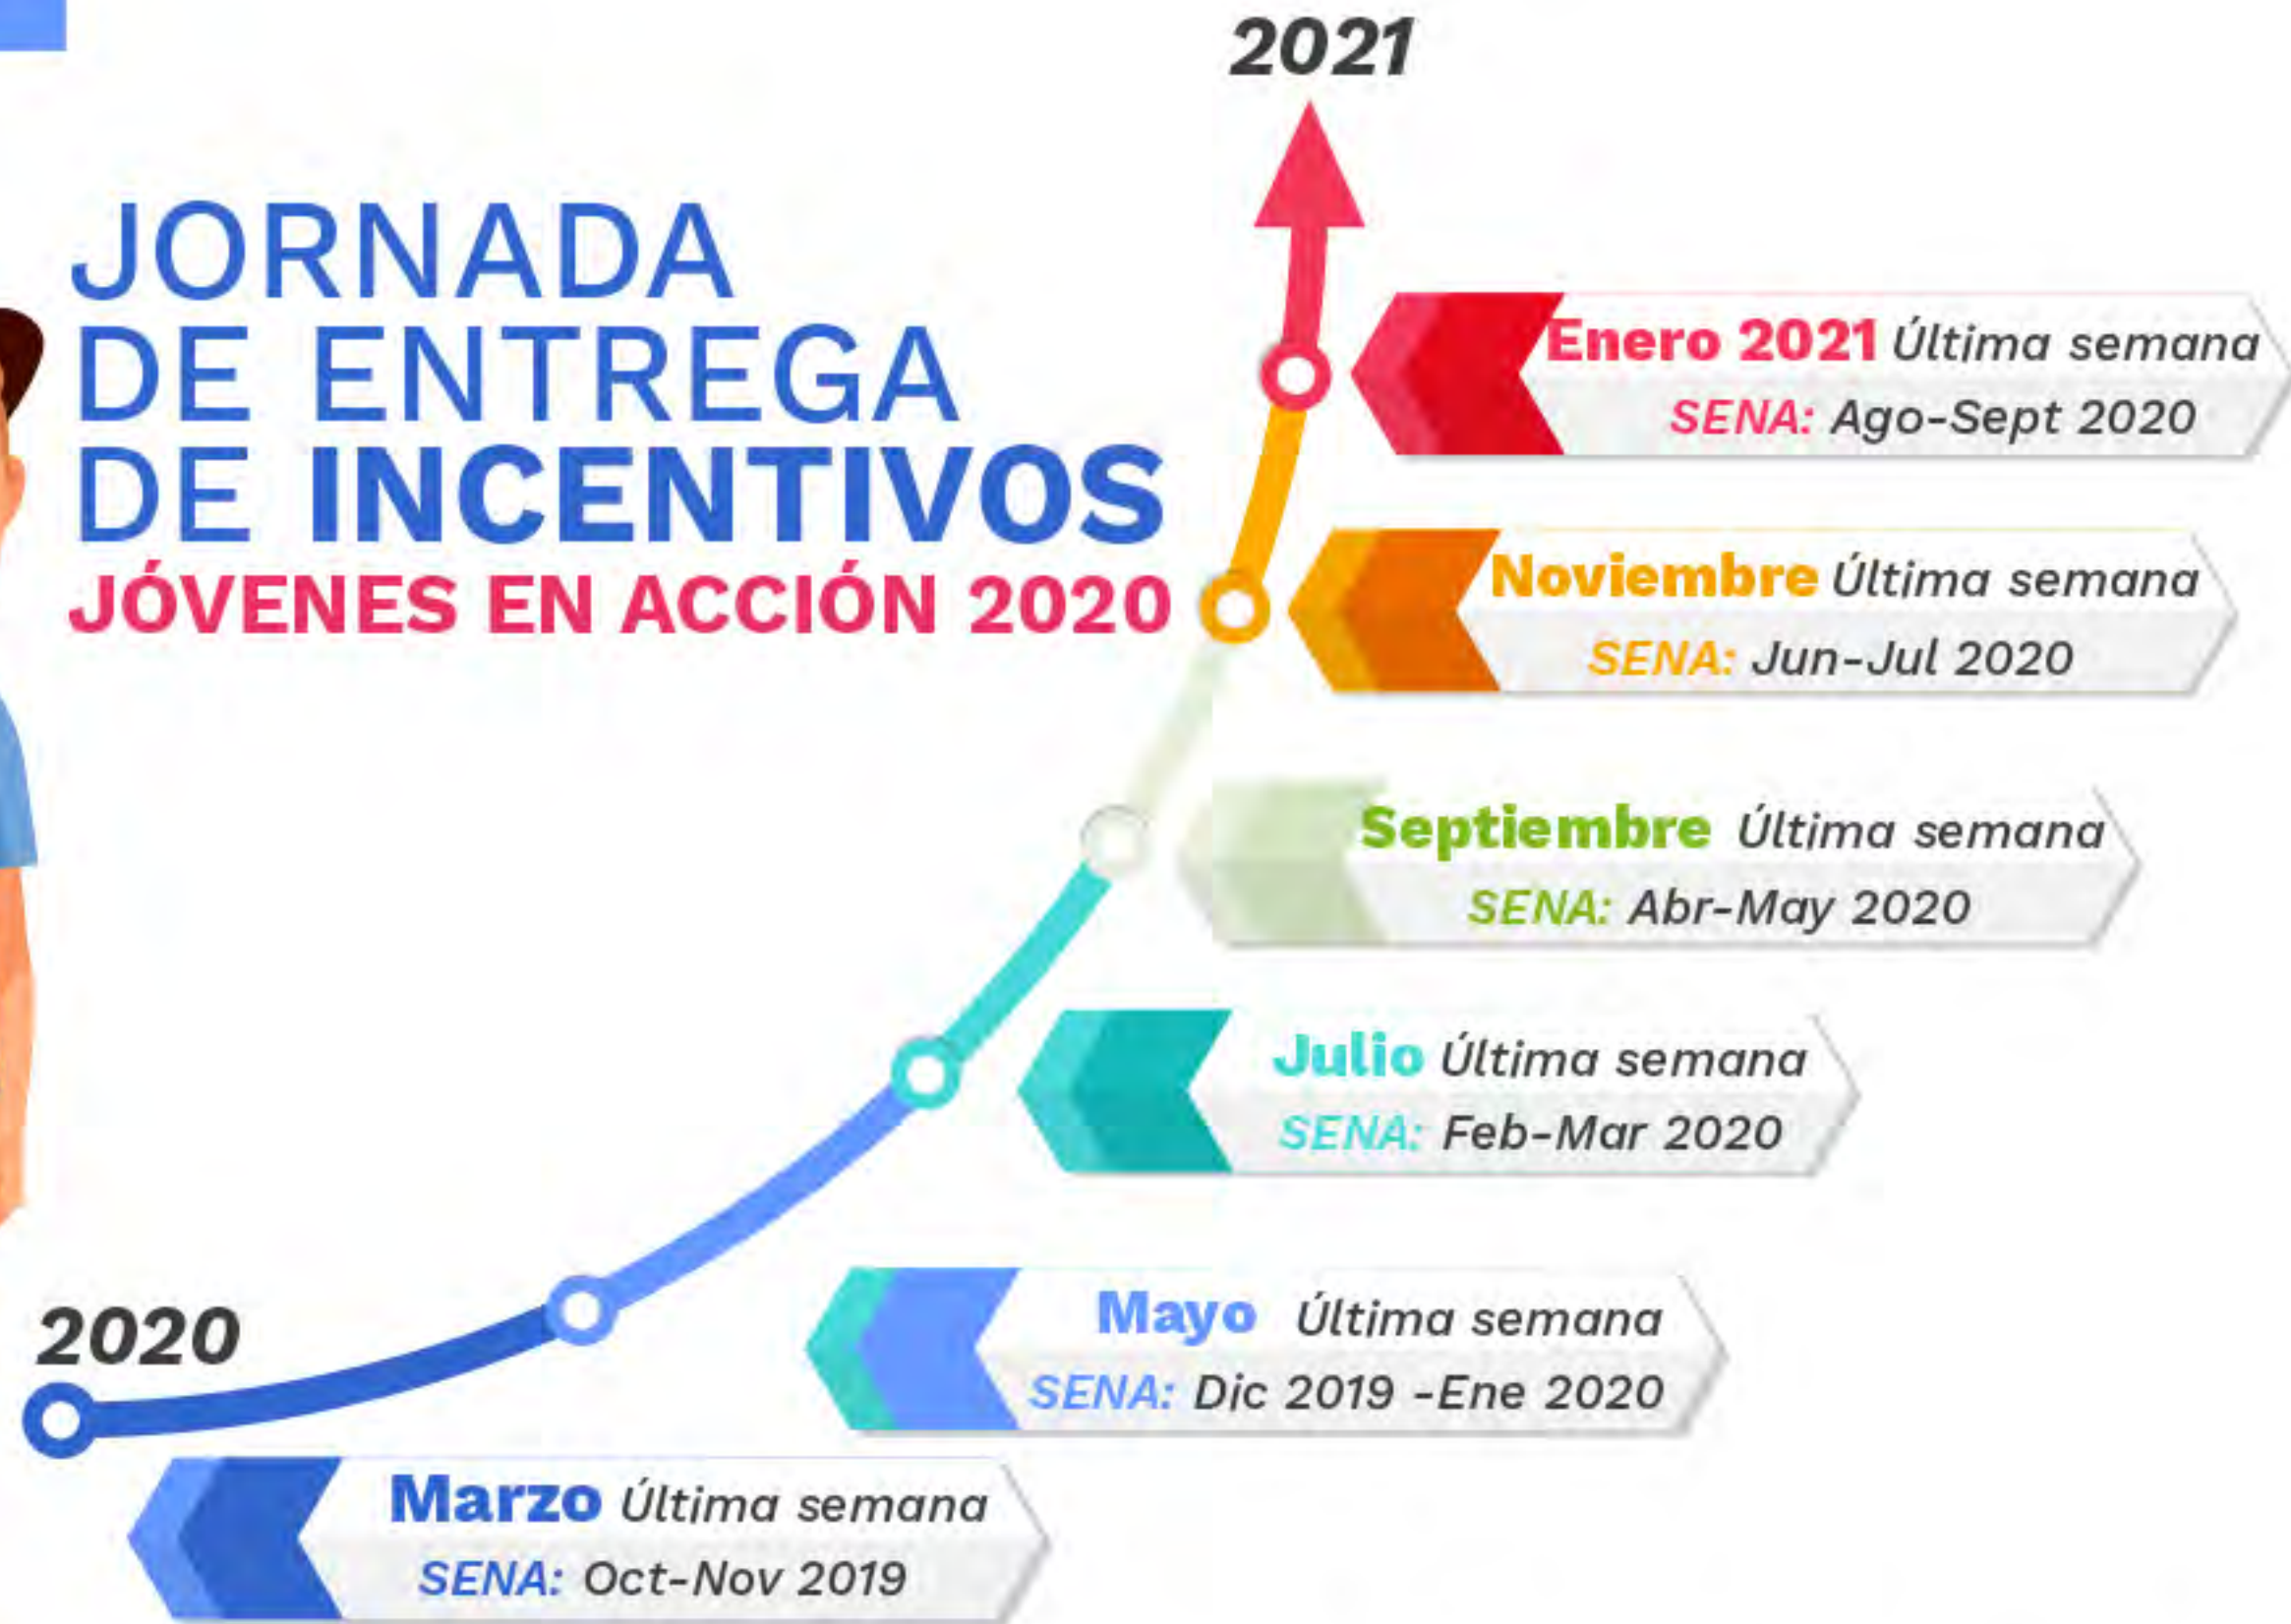 2021
JORNADA
DE ENTREGA
DE INCENTIVOS
JÓVENES EN ACCIÓN 2020
Enero 2021 Última semana
SENA: Ago-Sept 2020
Noviembre Última semana
SENA: Jun-Jul 2020
Septiembre Última semana
SENA: Abr-May 2020
Julio Última semana
SENA: Feb-Mar 2020
Mayo Última semana
SENA: Dic 2019 -Ene 2020
2020
Marzo Última semana
SENA: Oct-Nov 2019